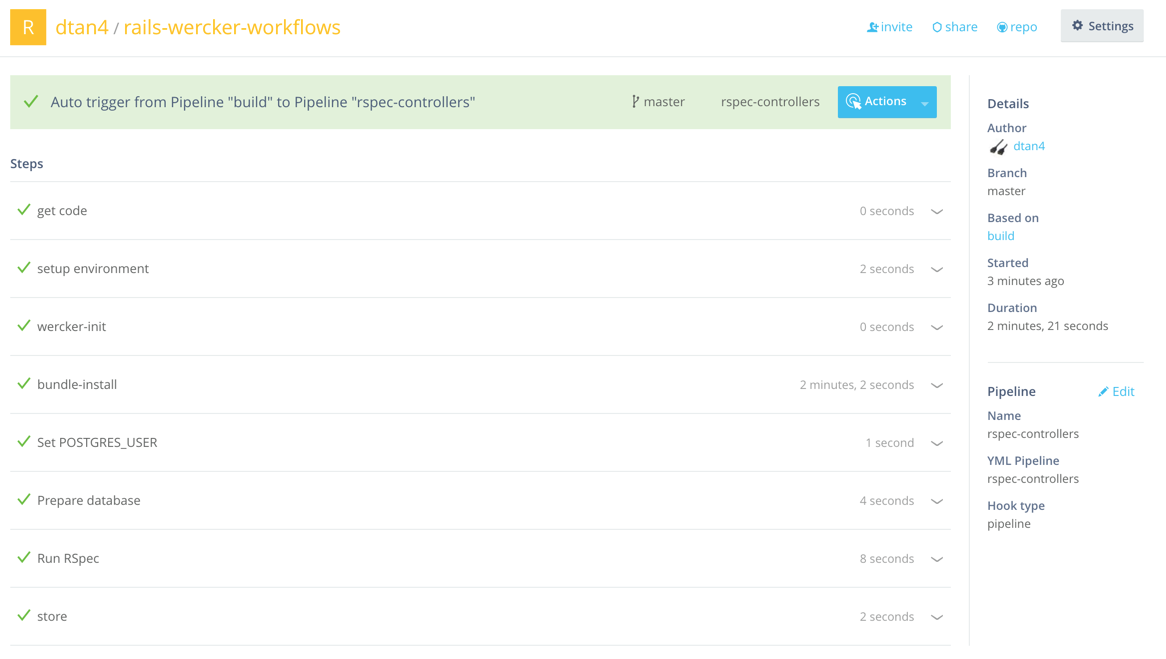 R dtan4 / rails-wercker-workflows invite share repo Settings
Auto trigger from Pipeline "build" to Pipeline "rspec-controllers" master rspec-controllers Actions
Steps
get code 0 seconds
setup environment 2 seconds
wercker-init 0 seconds
bundle-install 2 minutes, 2 seconds
Set POSTGRES_USER 1 second
Prepare database 4 seconds
Run RSpec 8 seconds
store 2 seconds
Details
Author
dtan4
Branch
master
Based on
build
Started
3 minutes ago
Duration
2 minutes, 21 seconds
Pipeline Edit
Name
rspec-controllers
YML Pipeline
rspec-controllers
Hook type
pipeline